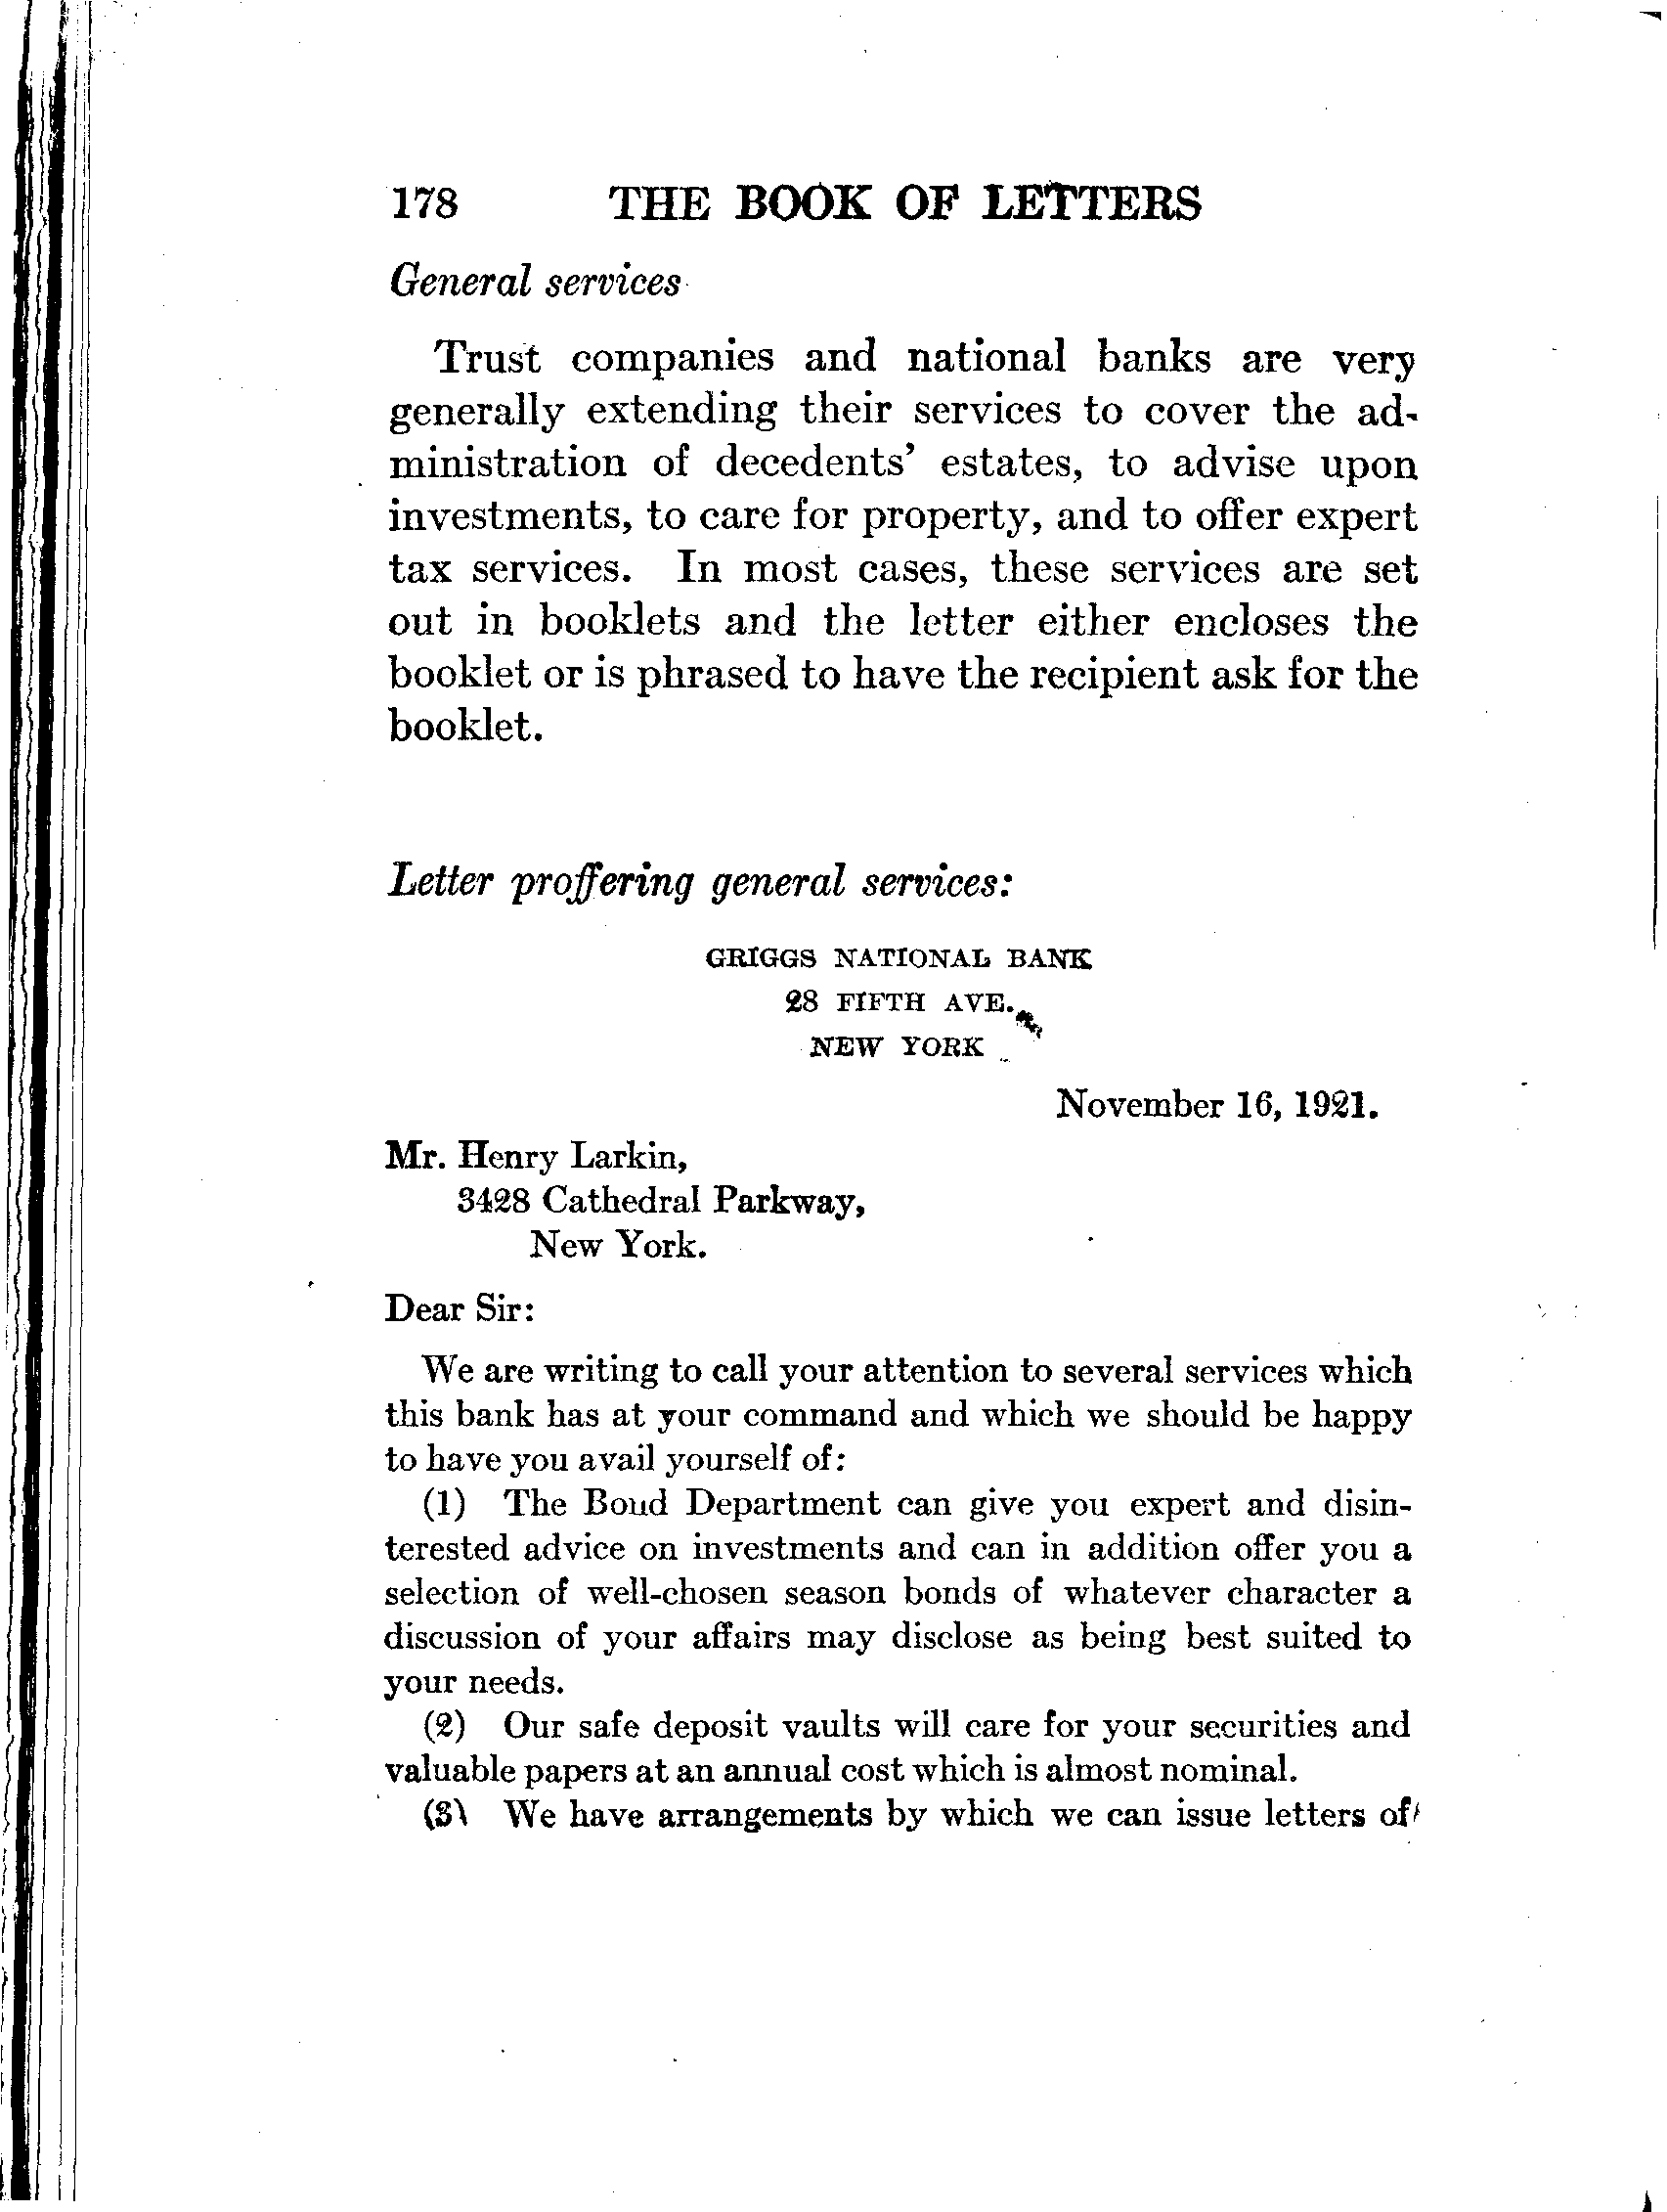 178 THE BOOK OF LETTERS
General services
Trust companies and national banks are very
generally extending their services to cover the ad-
ministration of decedents' estates, to advise upon
investments, to care for property, and to offer expert
tax services. In most cases, these services are set
out in booklets and the letter either encloses the
booklet or is phrased to have the recipient ask for the
booklet.
Letter proffering general services:
GRIGGS NATIONAL BANK
28 FIFTH AVE.
NEW YORK
November 16, 1921.
Mr. Henry Larkin,
3428 Cathedral Parkway,
New York.
Dear Sir:
We are writing to call your attention to several services which
this bank has at your command and which we should be happy
to have you avail yourself of:
(1) The Bond Department can give you expert and disin-
terested advice on investments and can in addition offer you a
selection of well-chosen season bonds of whatever character a
discussion of your affairs may disclose as being best suited to
your needs.
(2) Our safe deposit vaults will care for your securities and
valuable papers at an annual cost which is almost nominal.
(3) We have arrangements by which we can issue letters of